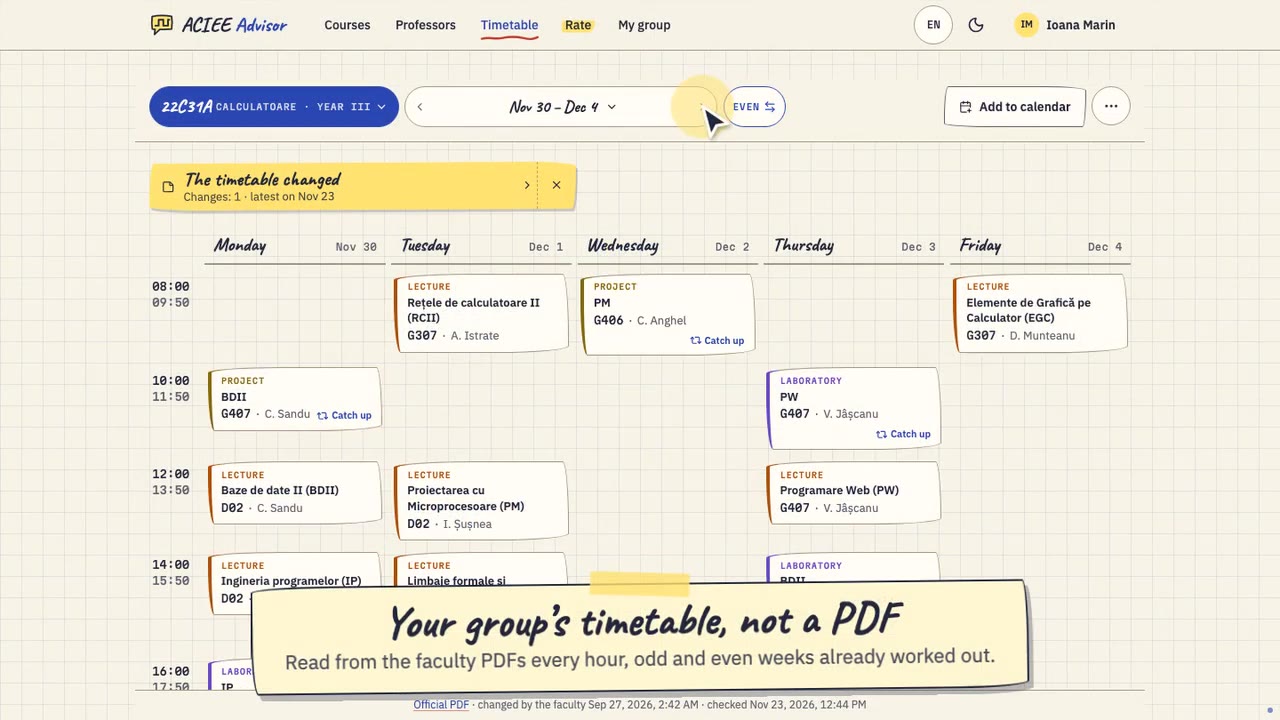 ACIEE Advisor
Courses
Professors
Timetable
Rate
My group
EN
IM
Ioana Marin
22C31A CALCULATOARE · YEAR III
Nov 30 – Dec 4
EVEN
Add to calendar
The timetable changed
Changes: 1 · latest on Nov 23
Monday Nov 30
Tuesday Dec 1
Wednesday Dec 2
Thursday Dec 3
Friday Dec 4
08:00
09:50
LECTURE
Rețele de calculatoare II
(RCII)
G307 · A. Istrate
PROJECT
PM
G406 · C. Anghel
Catch up
LECTURE
Elemente de Grafică pe
Calculator (EGC)
G307 · D. Munteanu
10:00
11:50
PROJECT
BDII
G407 · C. Sandu Catch up
LABORATORY
PW
G407 · V. Jâșcanu
Catch up
12:00
13:50
LECTURE
Baze de date II (BDII)
D02 · C. Sandu
LECTURE
Proiectarea cu
Microprocesoare (PM)
D02 · I. Șușnea
LECTURE
Programare Web (PW)
G407 · V. Jâșcanu
14:00
15:50
LECTURE
Ingineria programelor (IP)
D02
LECTURE
Limbaje formale și
LABORATORY
BDII
16:00
17:50
LABOR
IP
Your group's timetable, not a PDF
Read from the faculty PDFs every hour, odd and even weeks already worked out.
Official PDF · changed by the faculty Sep 27, 2026, 2:42 AM · checked Nov 23, 2026, 12:44 PM